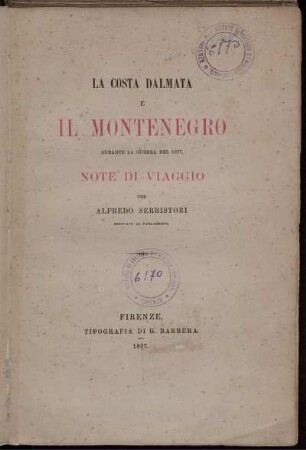 6170
LA COSTA DALMATA
E
IL MONTENEGRO
DURANTE LA GUERRA DEL 1877.
NOTE DI VIAGGIO
PER
ALFREDO SERRISTORI
DEPUTATO AL PARLAMENTO.
6170
FIRENZE,
TIPOGRAFIA DI G. BARBÈRA.
1877.